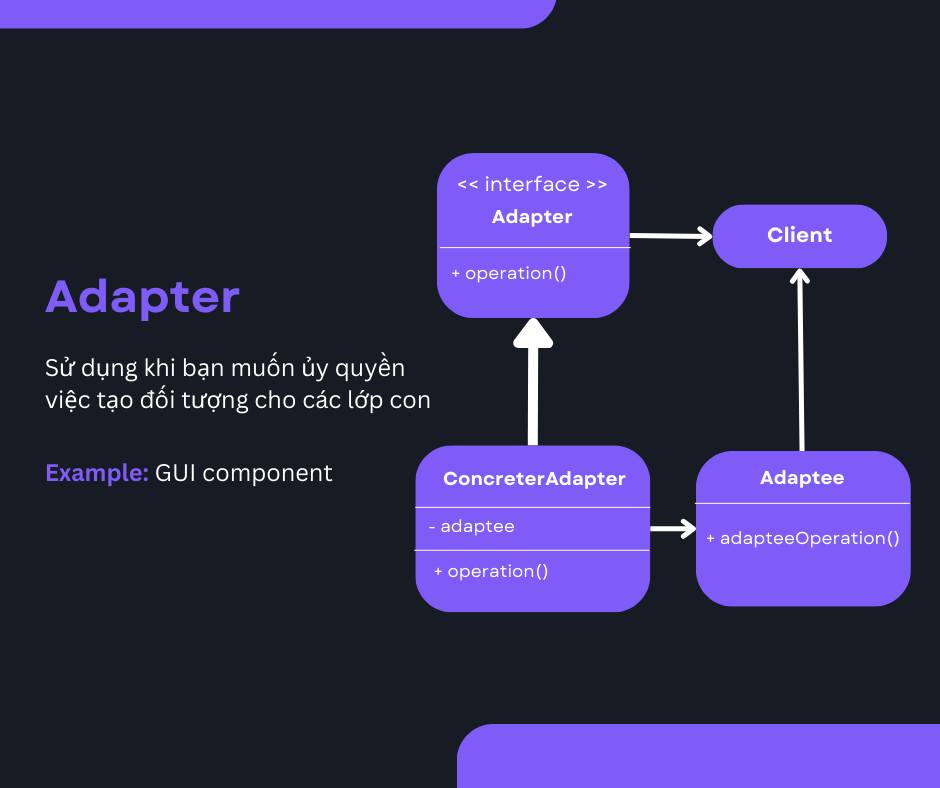 Adapter
Sử dụng khi bạn muốn ủy quyền
việc tạo đối tượng cho các lớp con
Example: GUI component
<< interface >>
Adapter
+ operation()
Client
ConcreterAdapter
- adaptee
+ operation()
Adaptee
+ adapteeOperation()